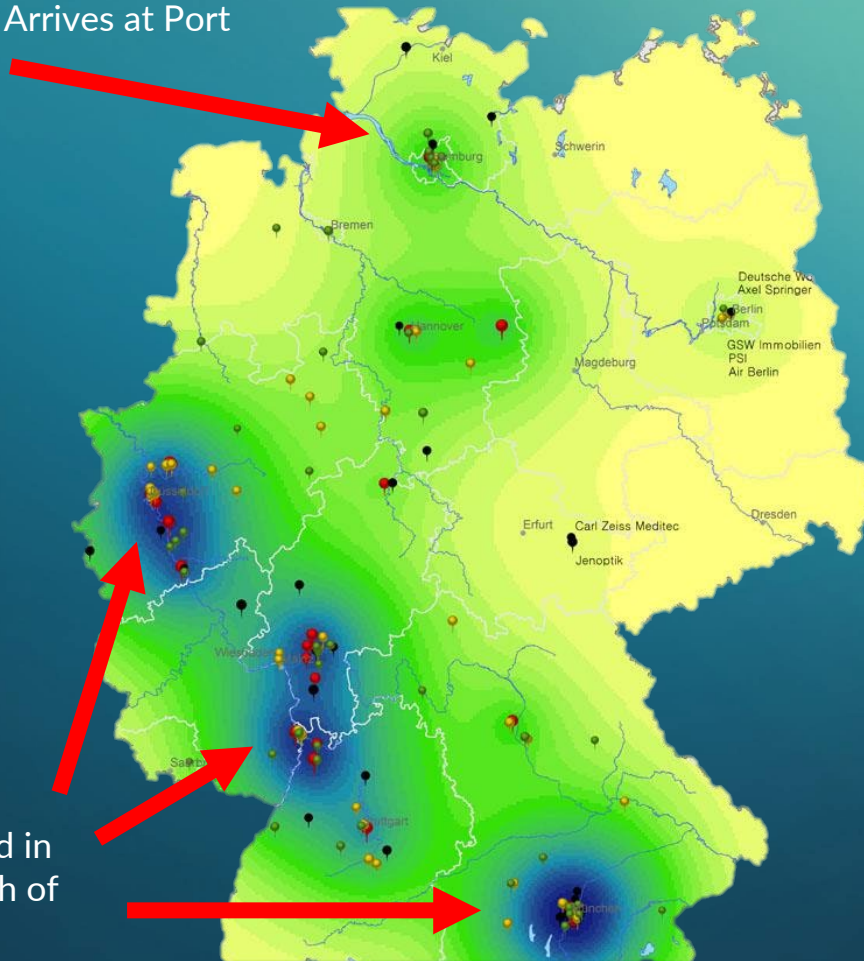 Arrives at Port
Kiel
Schwerin
Bremen
Deutsche
Axel Springer
Berlin
Potsdam
Hannover
GSW Immobilien
PSI
Air Berlin
Magdeburg
Dresden
Erfurt
Carl Zeiss Meditec
Jenoptik
d in
h of